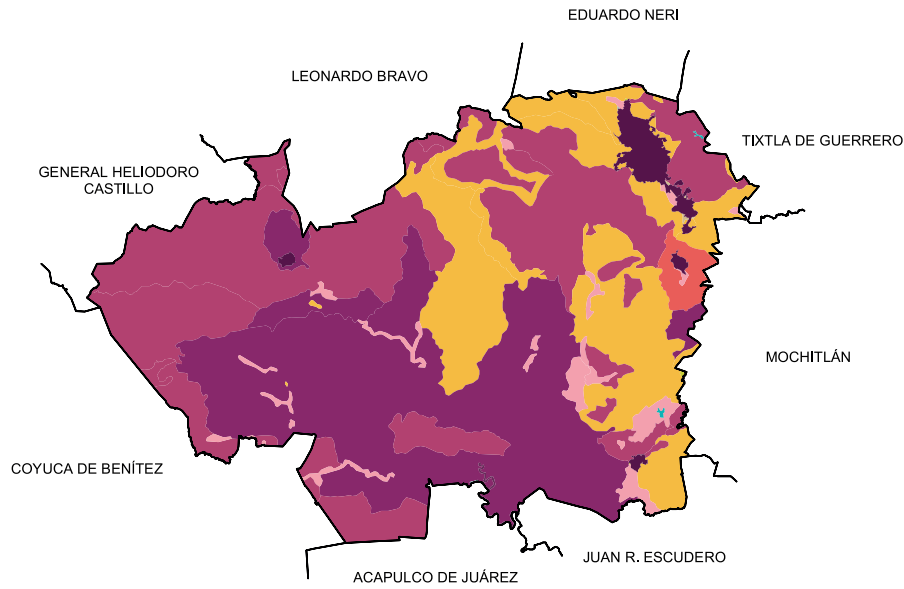 EDUARDO NERI
LEONARDO BRAVO
TIXTLA DE GUERRERO
GENERAL HELIODORO
CASTILLO
MOCHITLÁN
COYUCA DE BENÍTEZ
JUAN R. ESCUDERO
ACAPULCO DE JUÁREZ